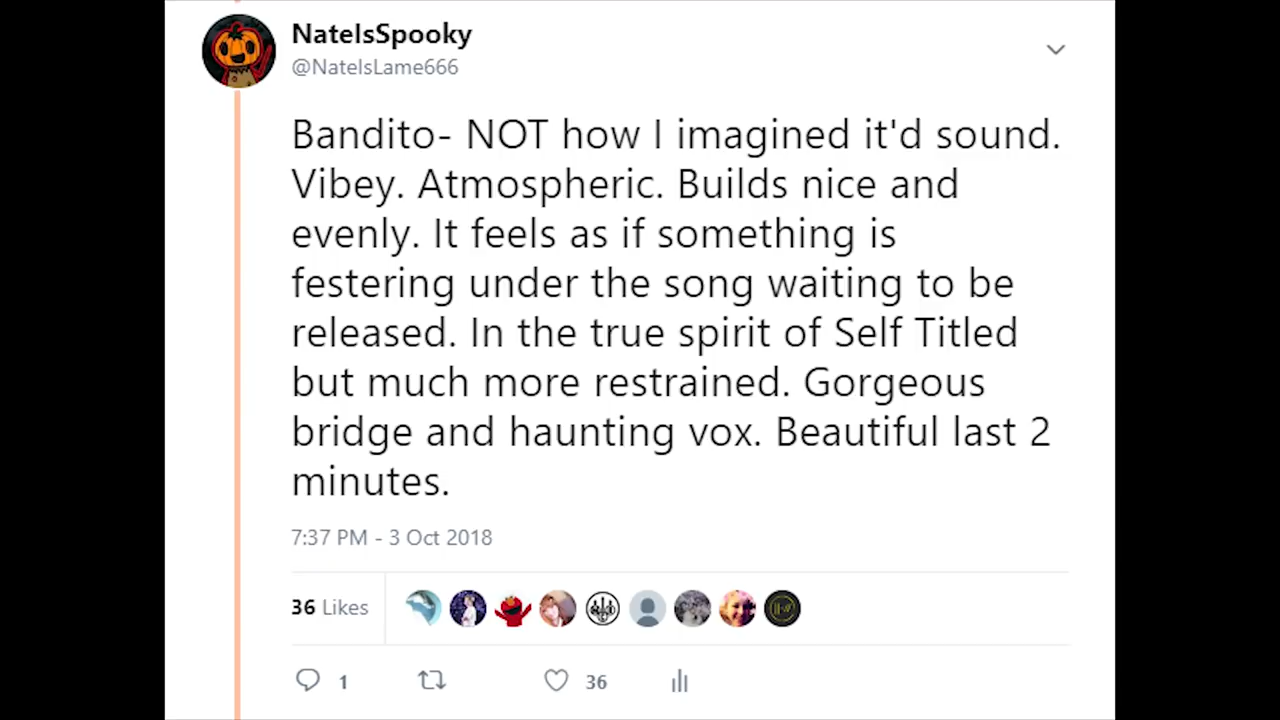 NateIsSpooky
@NateIsLame666
Bandito- NOT how I imagined it'd sound.
Vibey. Atmospheric. Builds nice and
evenly. It feels as if something is
festering under the song waiting to be
released. In the true spirit of Self Titled
but much more restrained. Gorgeous
bridge and haunting vox. Beautiful last 2
minutes.
7:37 PM - 3 Oct 2018
36 Likes
1 36